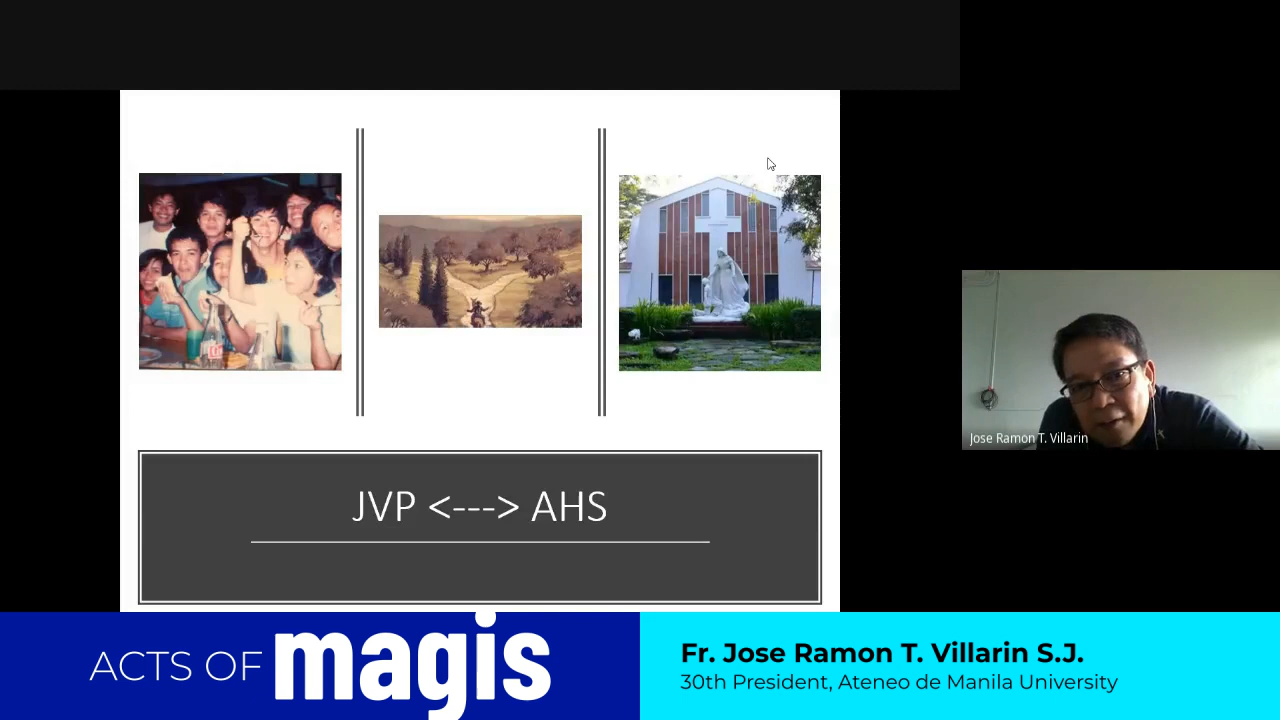 JVP <---> AHS
Jose Ramon T. Villarin
ACTS OF magis
Fr. Jose Ramon T. Villarin S.J.
30th President, Ateneo de Manila University